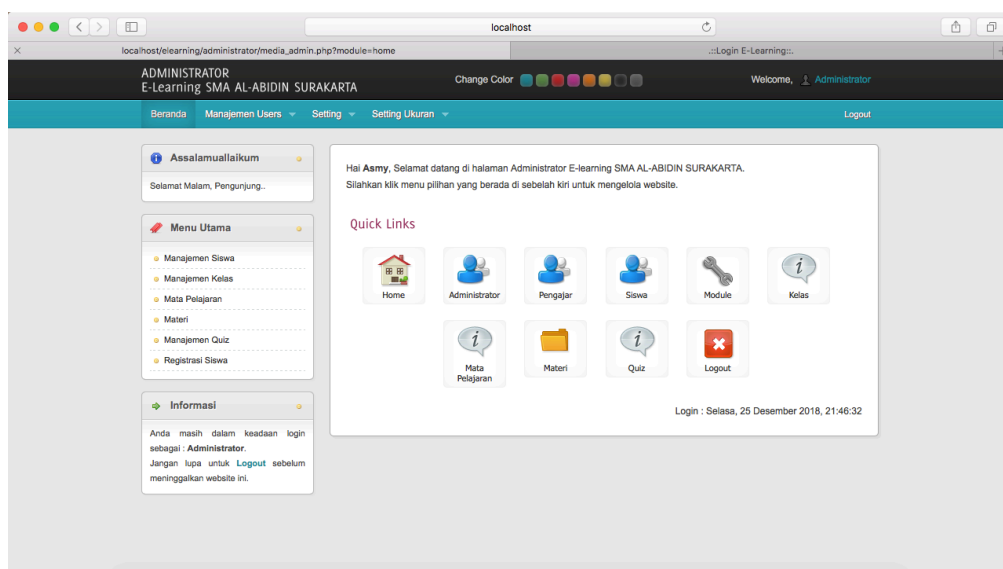 localhost
localhost/elearning/administrator/media_admin.php?module=home
.::Login E-Learning::.
ADMINISTRATOR
E-Learning SMA AL-ABIDIN SURAKARTA
Change Color
Welcome, Administrator
Beranda Manajemen Users Setting Setting Ukuran Logout
Assalamuallaikum
Selamat Malam, Pengunjung..
Menu Utama
Manajemen Siswa
Manajemen Kelas
Mata Pelajaran
Materi
Manajemen Quiz
Registrasi Siswa
Informasi
Anda masih dalam keadaan login
sebagai : Administrator.
Jangan lupa untuk Logout sebelum
meninggalkan website ini.
Hai Asmy, Selamat datang di halaman Administrator E-learning SMA AL-ABIDIN SURAKARTA.
Silahkan klik menu pilihan yang berada di sebelah kiri untuk mengelola website.
Quick Links
Home Administrator Pengajar Siswa Module Kelas
Mata Pelajaran Materi Quiz Logout
Login : Selasa, 25 Desember 2018, 21:46:32